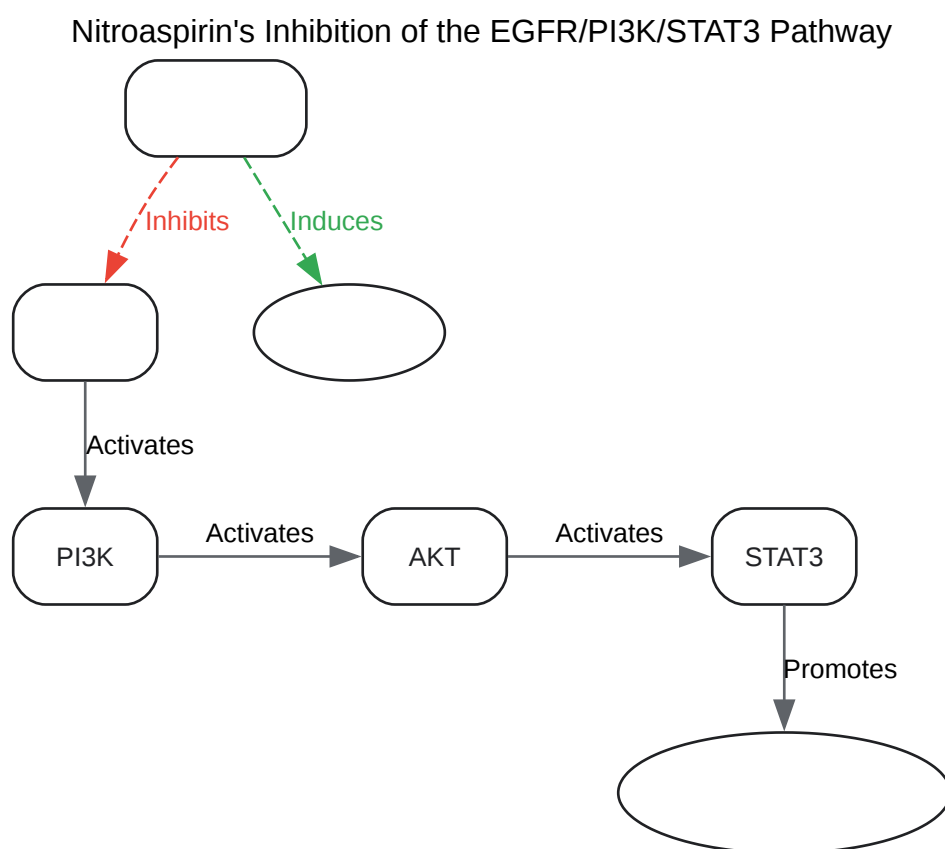 Nitroaspirin's Inhibition of the EGFR/PI3K/STAT3 Pathway
Inhibits
Induces
Activates
PI3K
Activates
AKT
Activates
STAT3
Promotes